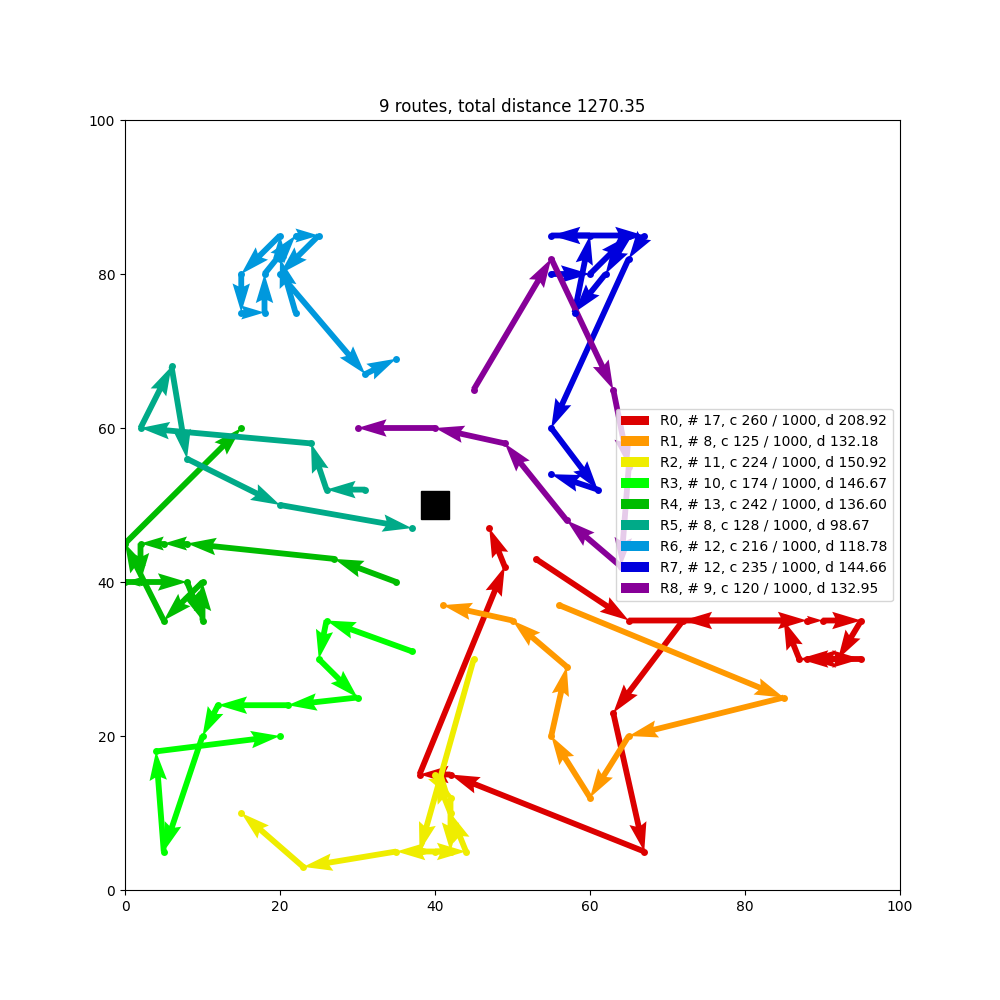 9 routes, total distance 1270.35
100
80
60
40
20
0
0 20 40 60 80 100
R0, # 17, c 260 / 1000, d 208.92
R1, # 8, c 125 / 1000, d 132.18
R2, # 11, c 224 / 1000, d 150.92
R3, # 10, c 174 / 1000, d 146.67
R4, # 13, c 242 / 1000, d 136.60
R5, # 8, c 128 / 1000, d 98.67
R6, # 12, c 216 / 1000, d 118.78
R7, # 12, c 235 / 1000, d 144.66
R8, # 9, c 120 / 1000, d 132.95